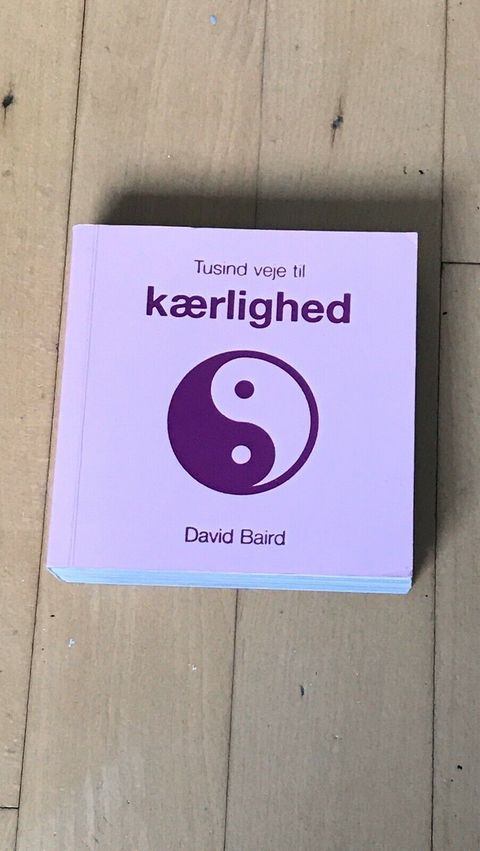 Tusind veje til
kærlighed
David Baird